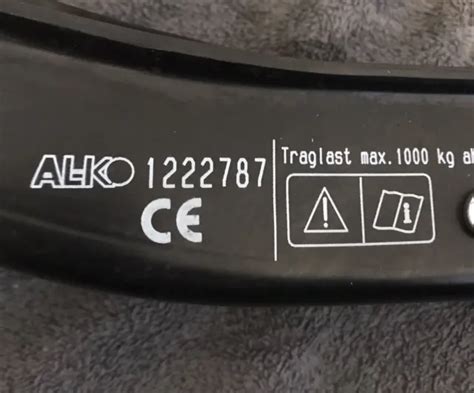 AL-KO 1222787
CE
Traglast max.1000 kg